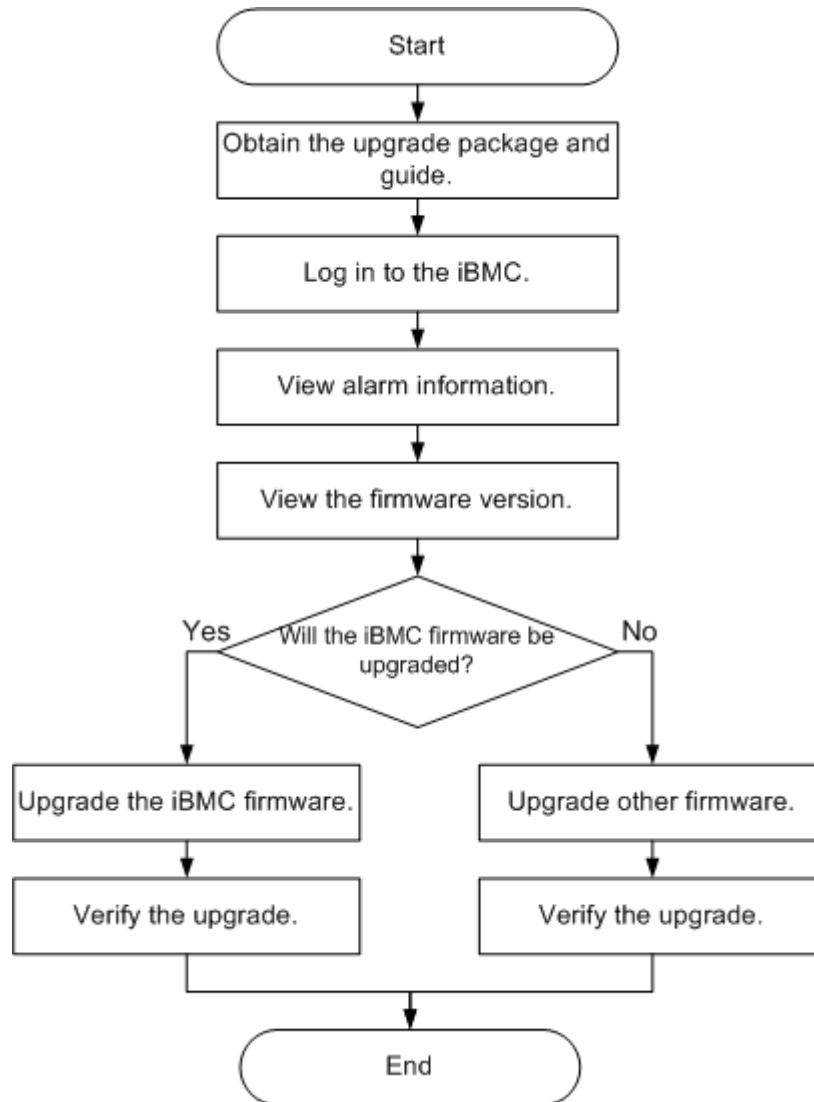 Start
Obtain the upgrade package and
guide.
Log in to the iBMC.
View alarm information.
View the firmware version.
Yes
Will the iBMC firmware be
upgraded?
No
Upgrade the iBMC firmware.
Upgrade other firmware.
Verify the upgrade.
Verify the upgrade.
End